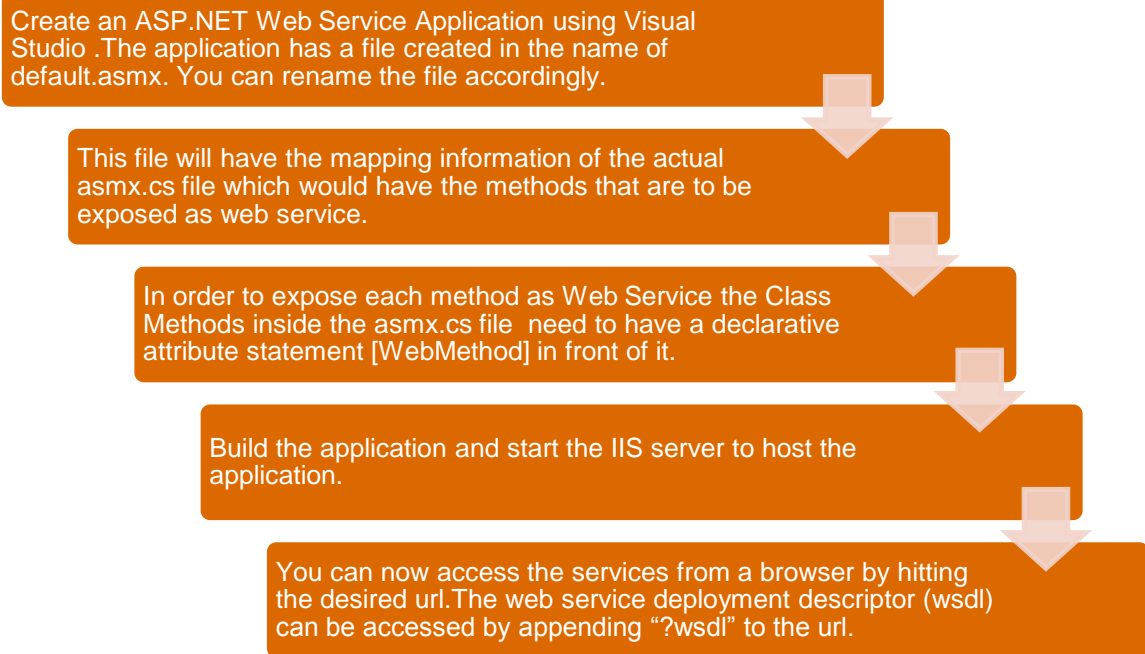 Create an ASP.NET Web Service Application using Visual
Studio .The application has a file created in the name of
default.asmx. You can rename the file accordingly.
This file will have the mapping information of the actual
asmx.cs file which would have the methods that are to be
exposed as web service.
In order to expose each method as Web Service the Class
Methods inside the asmx.cs file  need to have a declarative
attribute statement [WebMethod] in front of it.
Build the application and start the IIS server to host the
application.
You can now access the services from a browser by hitting
the desired url.The web service deployment descriptor (wsdl)
can be accessed by appending “?wsdl” to the url.